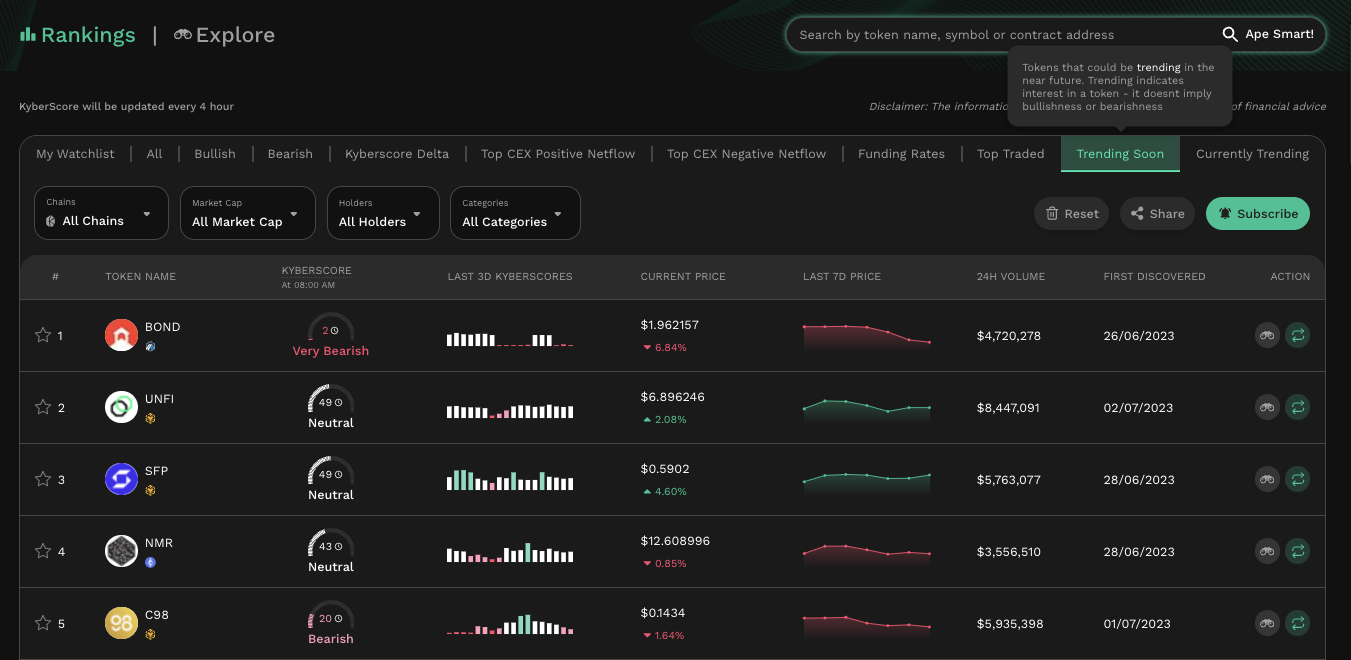 Rankings | Explore
Search by token name, symbol or contract address
Ape Smart!
Tokens that could be trending in the
near future. Trending indicates
interest in a token - it doesnt imply
bullishness or bearishness
KyberScore will be updated every 4 hour
Disclaimer: The informatio
of financial advice
My Watchlist | All | Bullish | Bearish | Kyberscore Delta | Top CEX Positive Netflow | Top CEX Negative Netflow | Funding Rates | Top Traded Trending Soon Currently Trending
Chains
All Chains
Market Cap
All Market Cap
Holders
All Holders
Categories
All Categories
Reset
Share
Subscribe
# TOKEN NAME KYBERSCORE LAST 3D KYBERSCORES CURRENT PRICE LAST 7D PRICE 24H VOLUME FIRST DISCOVERED ACTION
At 08:00 AM
1 BOND 2 Very Bearish $1.962157 6.84% $4,720,278 26/06/2023
2 UNFI 49 Neutral $6.896246 2.08% $8,447,091 02/07/2023
3 SFP 49 Neutral $0.5902 4.60% $5,763,077 28/06/2023
4 NMR 43 Neutral $12.608996 0.85% $3,556,510 28/06/2023
5 98 C98 20 Bearish $0.1434 1.64% $5,935,398 01/07/2023